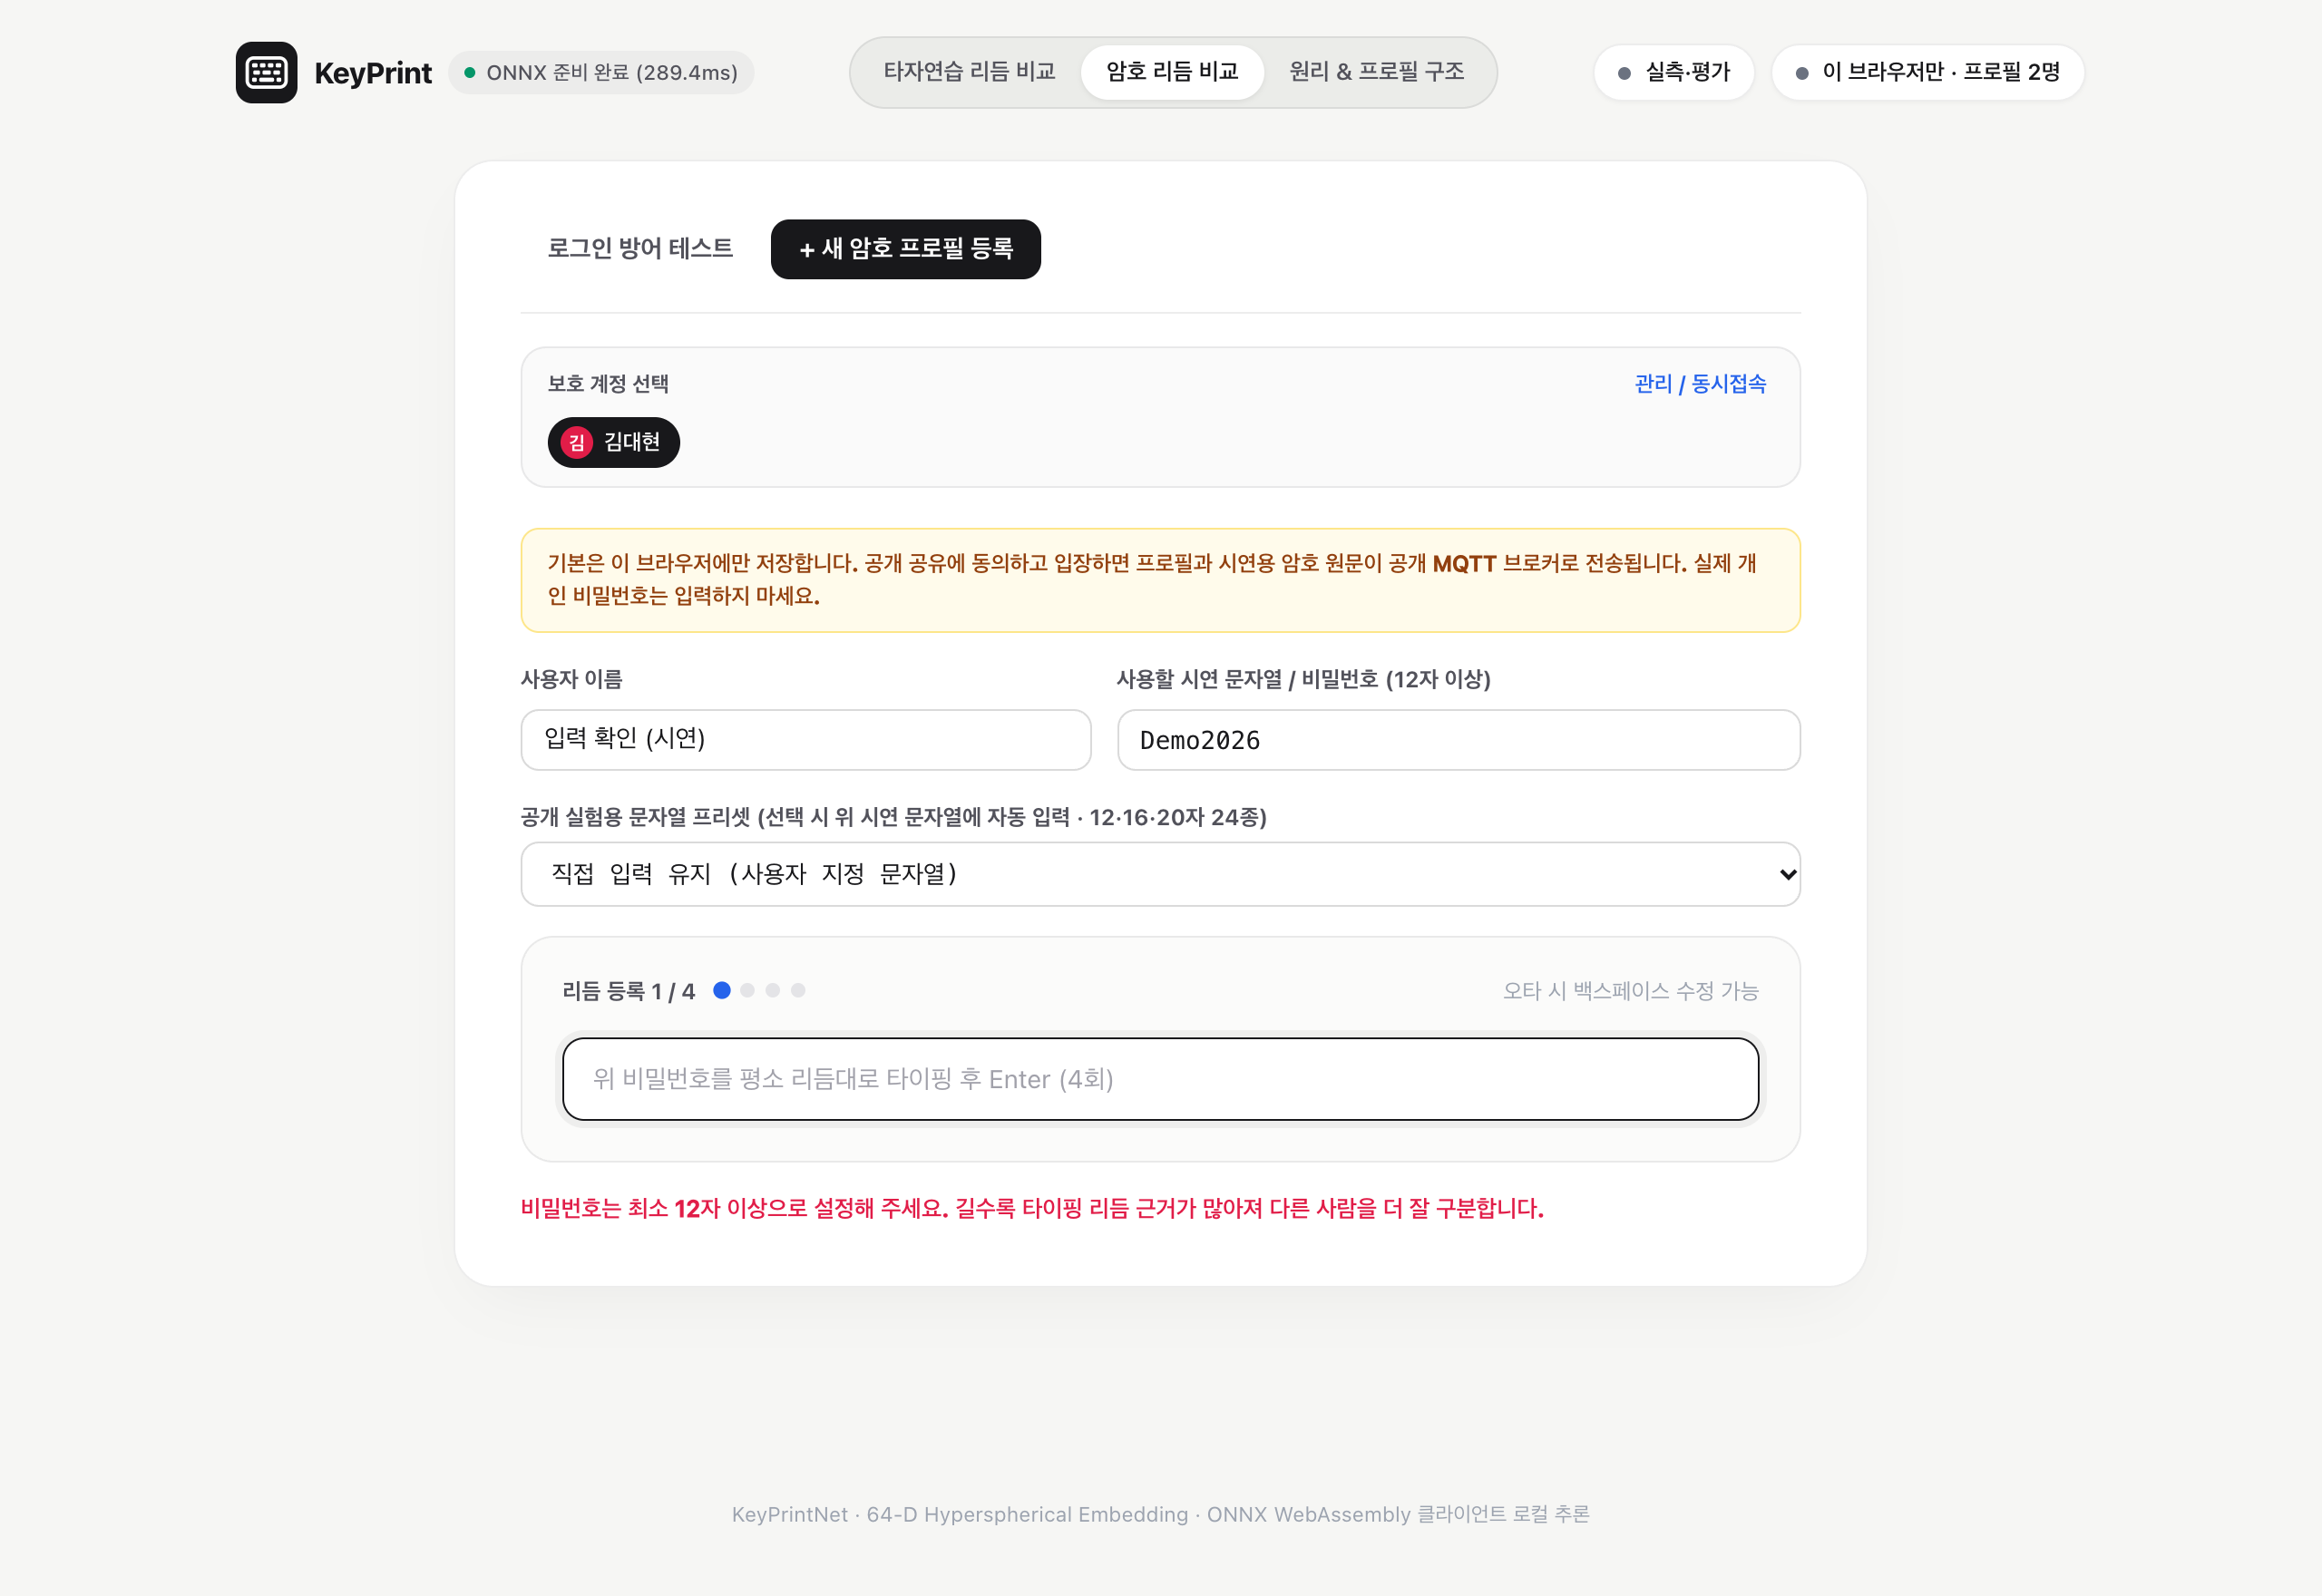 KeyPrint
ONNX 준비 완료 (289.4ms)
타자연습 리듬 비교
암호 리듬 비교
원리 & 프로필 구조
실측·평가
이 브라우저만 · 프로필 2명
로그인 방어 테스트
+ 새 암호 프로필 등록
보호 계정 선택
관리 / 동시접속
김 김대현
기본은 이 브라우저에만 저장합니다. 공개 공유에 동의하고 입장하면 프로필과 시연용 암호 원문이 공개 MQTT 브로커로 전송됩니다. 실제 개
인 비밀번호는 입력하지 마세요.
사용자 이름
사용할 시연 문자열 / 비밀번호 (12자 이상)
입력 확인 (시연)
Demo2026
공개 실험용 문자열 프리셋 (선택 시 위 시연 문자열에 자동 입력 · 12·16·20자 24종)
직접 입력 유지 (사용자 지정 문자열)
리듬 등록 1 / 4
오타 시 백스페이스 수정 가능
위 비밀번호를 평소 리듬대로 타이핑 후 Enter (4회)
비밀번호는 최소 12자 이상으로 설정해 주세요. 길수록 타이핑 리듬 근거가 많아져 다른 사람을 더 잘 구분합니다.
KeyPrintNet · 64-D Hyperspherical Embedding · ONNX WebAssembly 클라이언트 로컬 추론